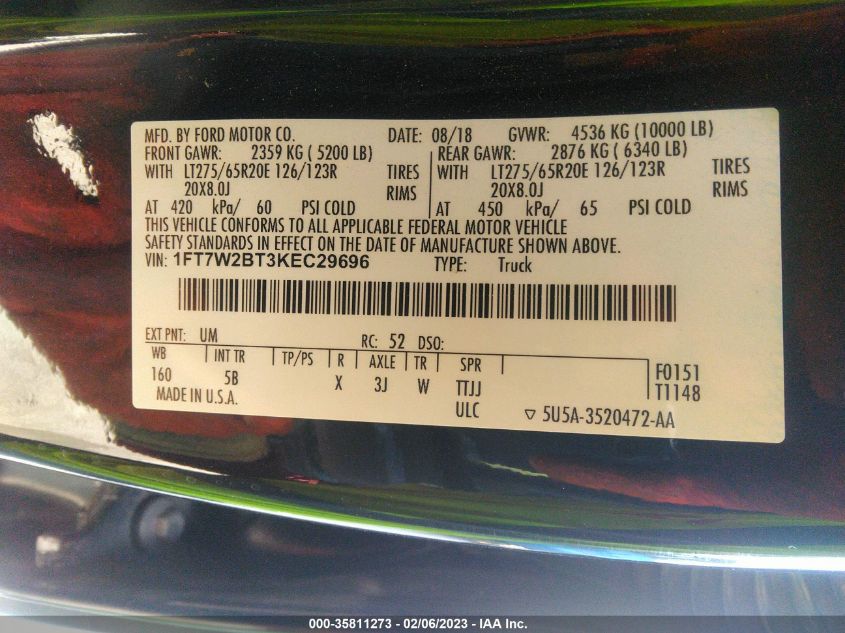 MFD. BY FORD MOTOR CO. DATE: 08/18 GVWR: 4536 KG (10000 LB)
FRONT GAWR: 2359 KG ( 5200 LB) REAR GAWR: 2876 KG ( 6340 LB)
WITH LT275/65R20E 126/123R TIRES WITH LT275/65R20E 126/123R TIRES
20X8.0J RIMS 20X8.0J RIMS
AT 420 kPa/ 60 PSI COLD AT 450 kPa/ 65 PSI COLD
THIS VEHICLE CONFORMS TO ALL APPLICABLE FEDERAL MOTOR VEHICLE
SAFETY STANDARDS IN EFFECT ON THE DATE OF MANUFACTURE SHOWN ABOVE.
VIN: 1FT7W2BT3KEC29696 TYPE: Truck
EXT PNT: UM RC: 52 DSO:
WB INT TR TP/PS R AXLE TR SPR F0151
160 5B X 3J W TTJJ T1148
MADE IN U.S.A. ULC ▽ 5U5A-3520472-AA
000-35811273 - 02/06/2023 - IAA Inc.